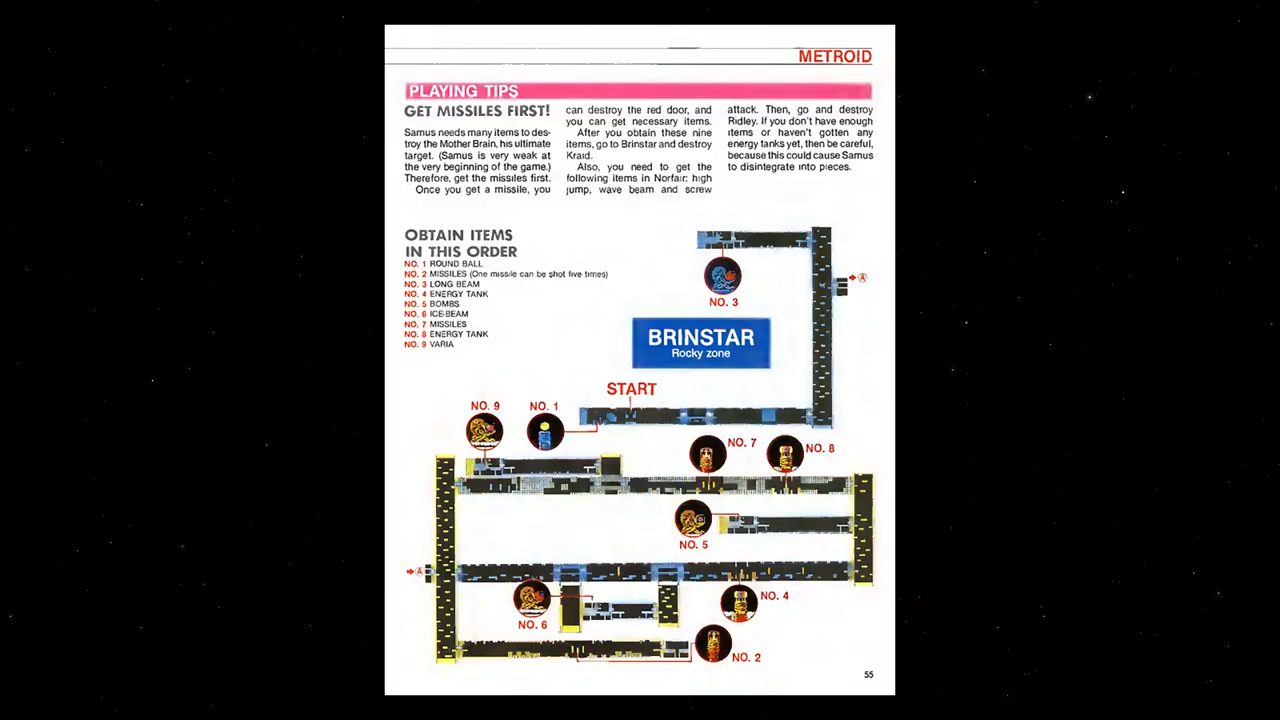 METROID
PLAYING TIPS
GET MISSILES FIRST!
Samus needs many items to des-
troy the Mother Brain, his ultimate
target. (Samus is very weak at
the very beginning of the game.)
Therefore, get the missiles first.
Once you get a missile, you
can destroy the red door, and
you can get necessary items.
After you obtain these nine
items, go to Brinstar and destroy
Kraid.
Also, you need to get the
following items in Norfair: high
jump, wave beam and screw
attack. Then, go and destroy
Ridley. If you don't have enough
items or haven't gotten any
energy tanks yet, then be careful,
because this could cause Samus
to disintegrate into pieces.
OBTAIN ITEMS
IN THIS ORDER
NO. 1 ROUND BALL
NO. 2 MISSILES (One missile can be shot five times)
NO. 3 LONG BEAM
NO. 4 ENERGY TANK
NO. 5 BOMBS
NO. 6 ICE BEAM
NO. 7 MISSILES
NO. 8 ENERGY TANK
NO. 9 VARIA
A
NO. 3
BRINSTAR
Rocky zone
START
NO. 9
NO. 1
NO. 7
NO. 8
NO. 5
A
NO. 4
NO. 6
NO. 2
55